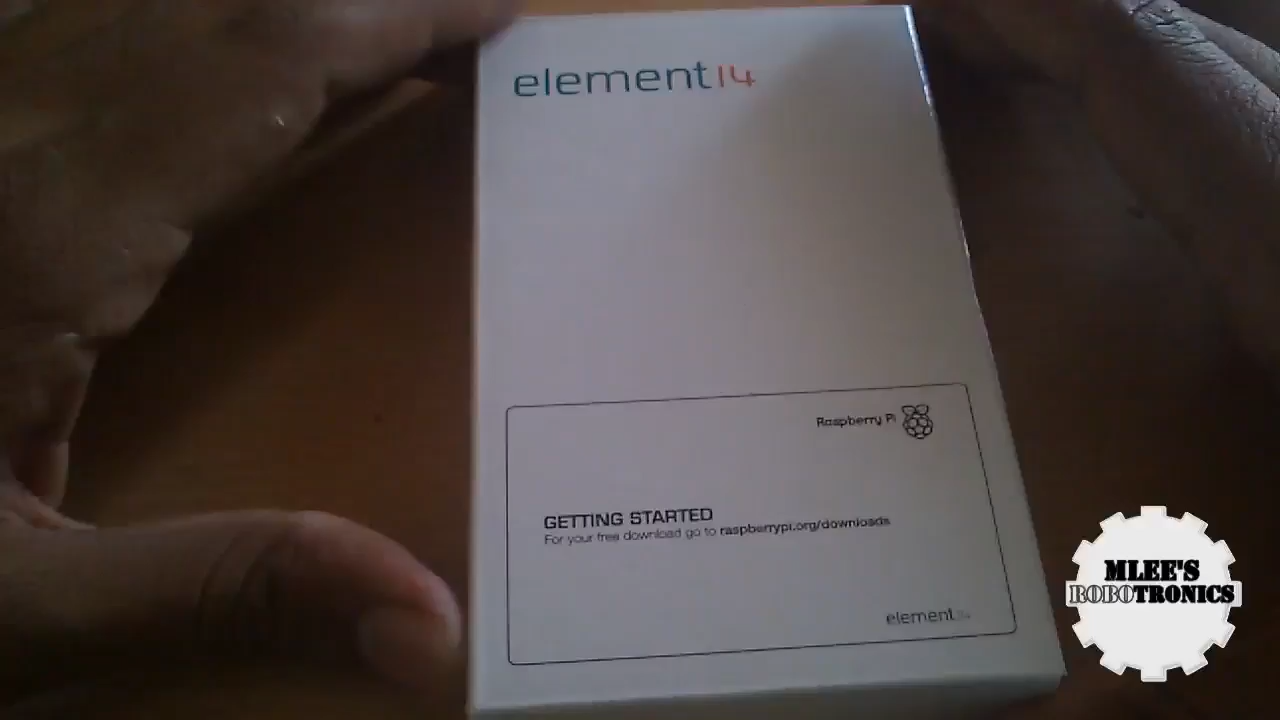 element14
Raspberry Pi
GETTING STARTED
For your free download go to raspberrypi.org/downloads
element14
MLEE'S
ROBOTRONICS